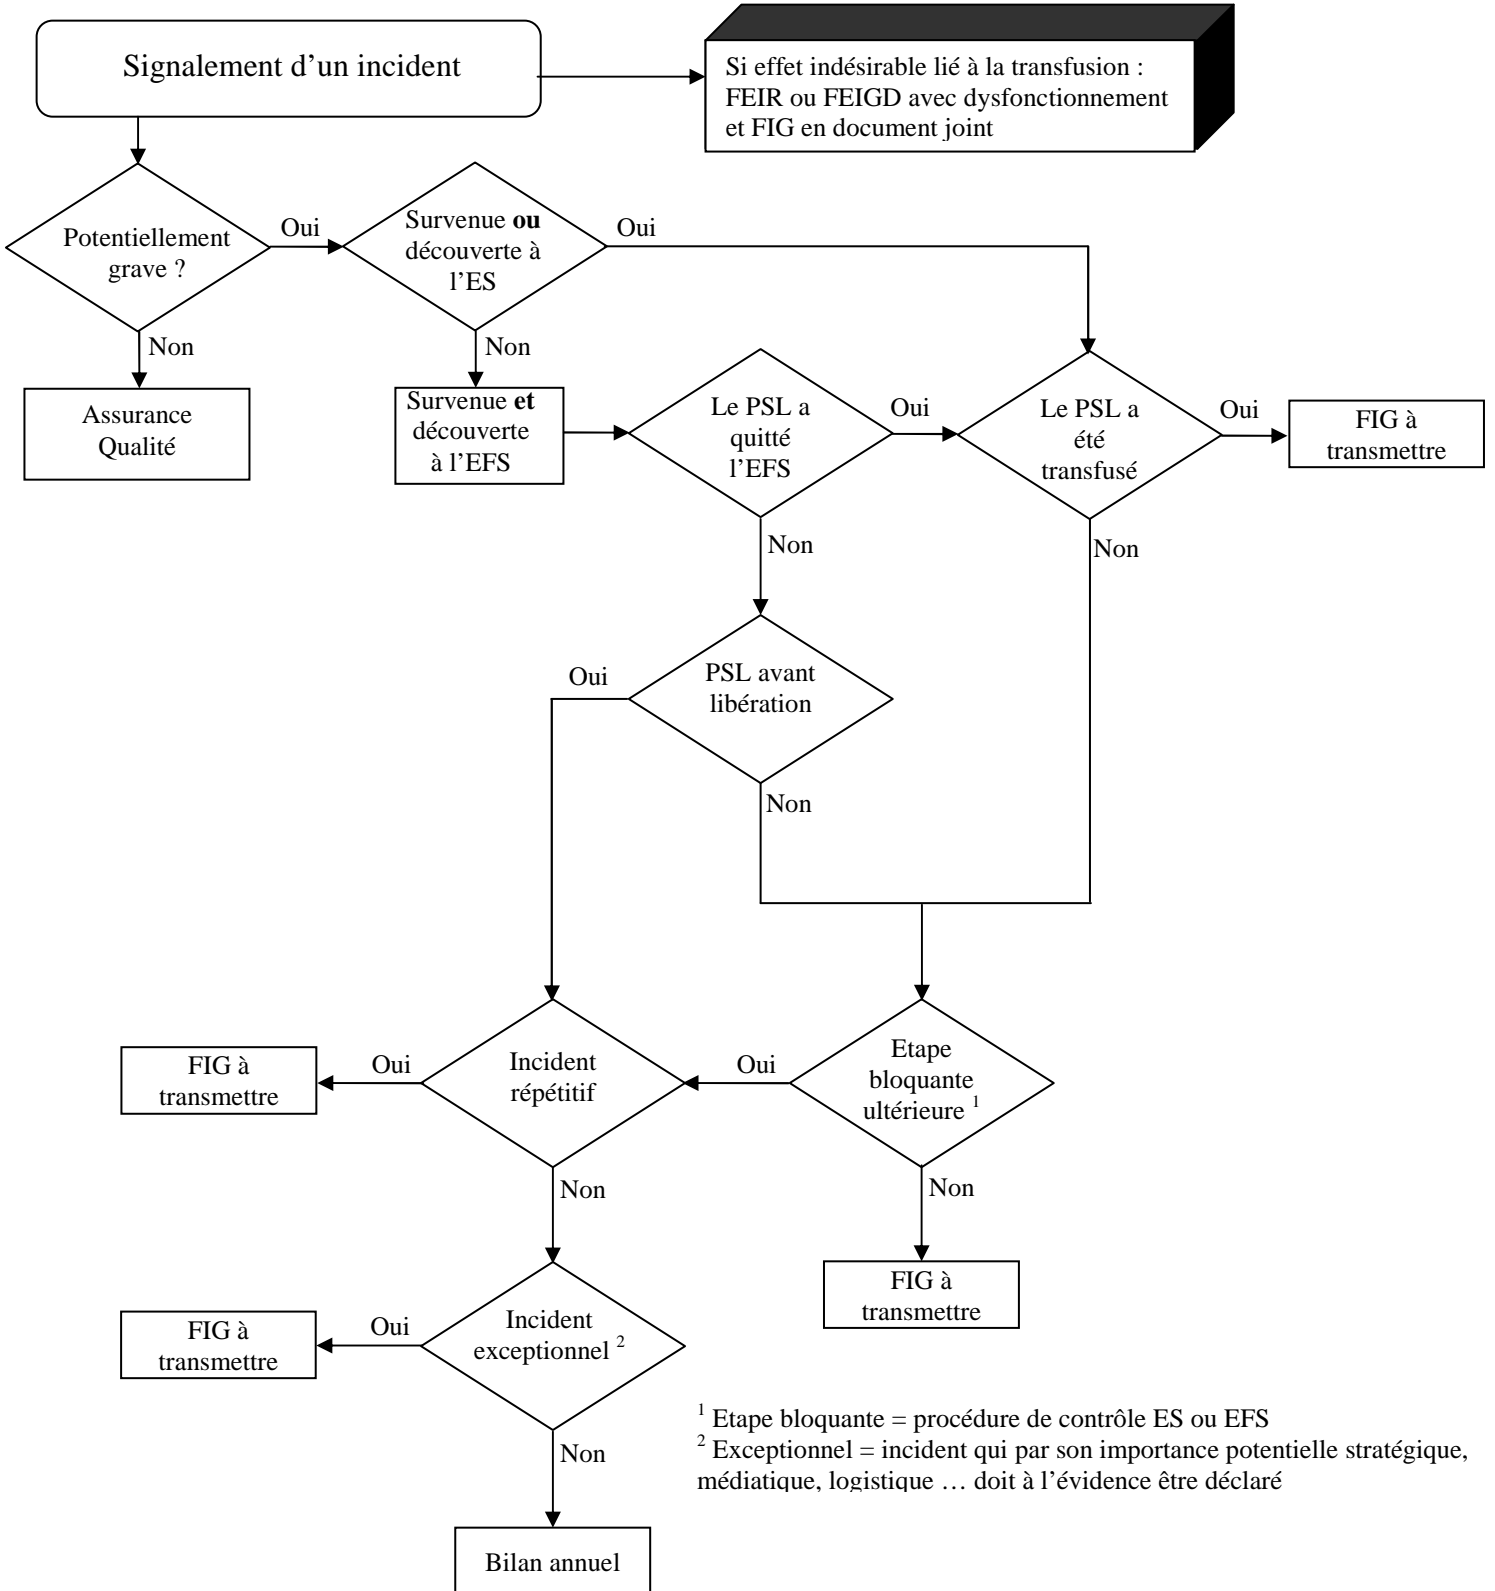 Signalement d’un incident
Si effet indésirable lié à la transfusion :
FEIR ou FEIGD avec dysfonctionnement
et FIG en document joint
Potentiellement
grave ?
Oui
Non
Survenue ou
découverte à
l’ES
Oui
Non
Assurance
Qualité
Survenue et
découverte
à l’EFS
Le PSL a
quitté
l’EFS
Oui
Non
Le PSL a
été
transfusé
Oui
Non
FIG à
transmettre
PSL avant
libération
Oui
Non
Etape
bloquante
ultérieure 1
Oui
Non
Incident
répétitif
Oui
Non
FIG à
transmettre
FIG à
transmettre
Incident
exceptionnel 2
Oui
Non
FIG à
transmettre
Bilan annuel
1 Etape bloquante = procédure de contrôle ES ou EFS
2 Exceptionnel = incident qui par son importance potentielle stratégique,
médiatique, logistique … doit à l’évidence être déclaré